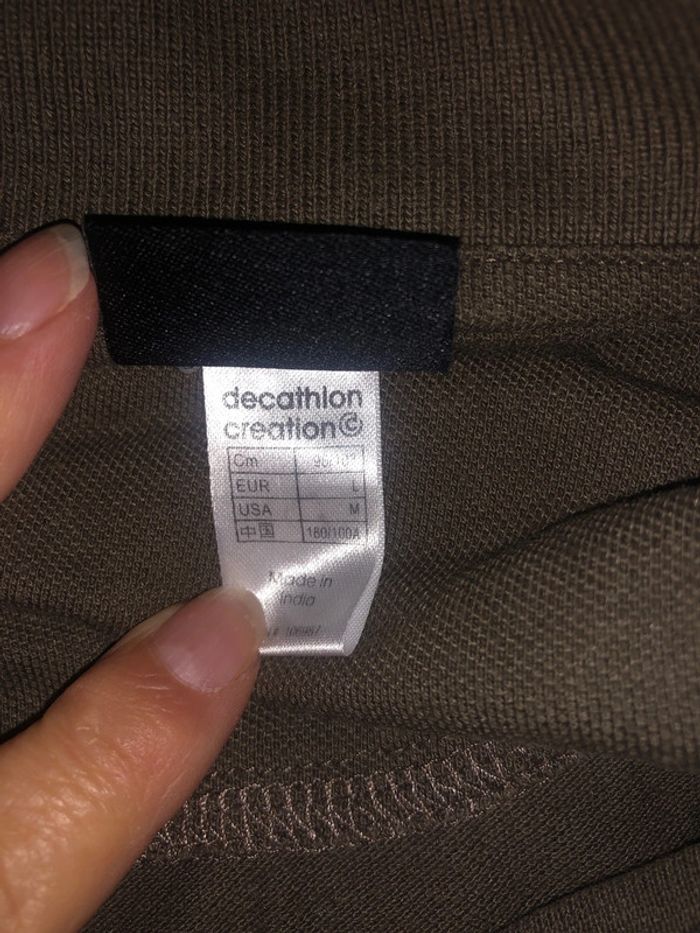 decathlon
creation©
Cm
EUR L
USA M
中国 180/100A
Made in
India